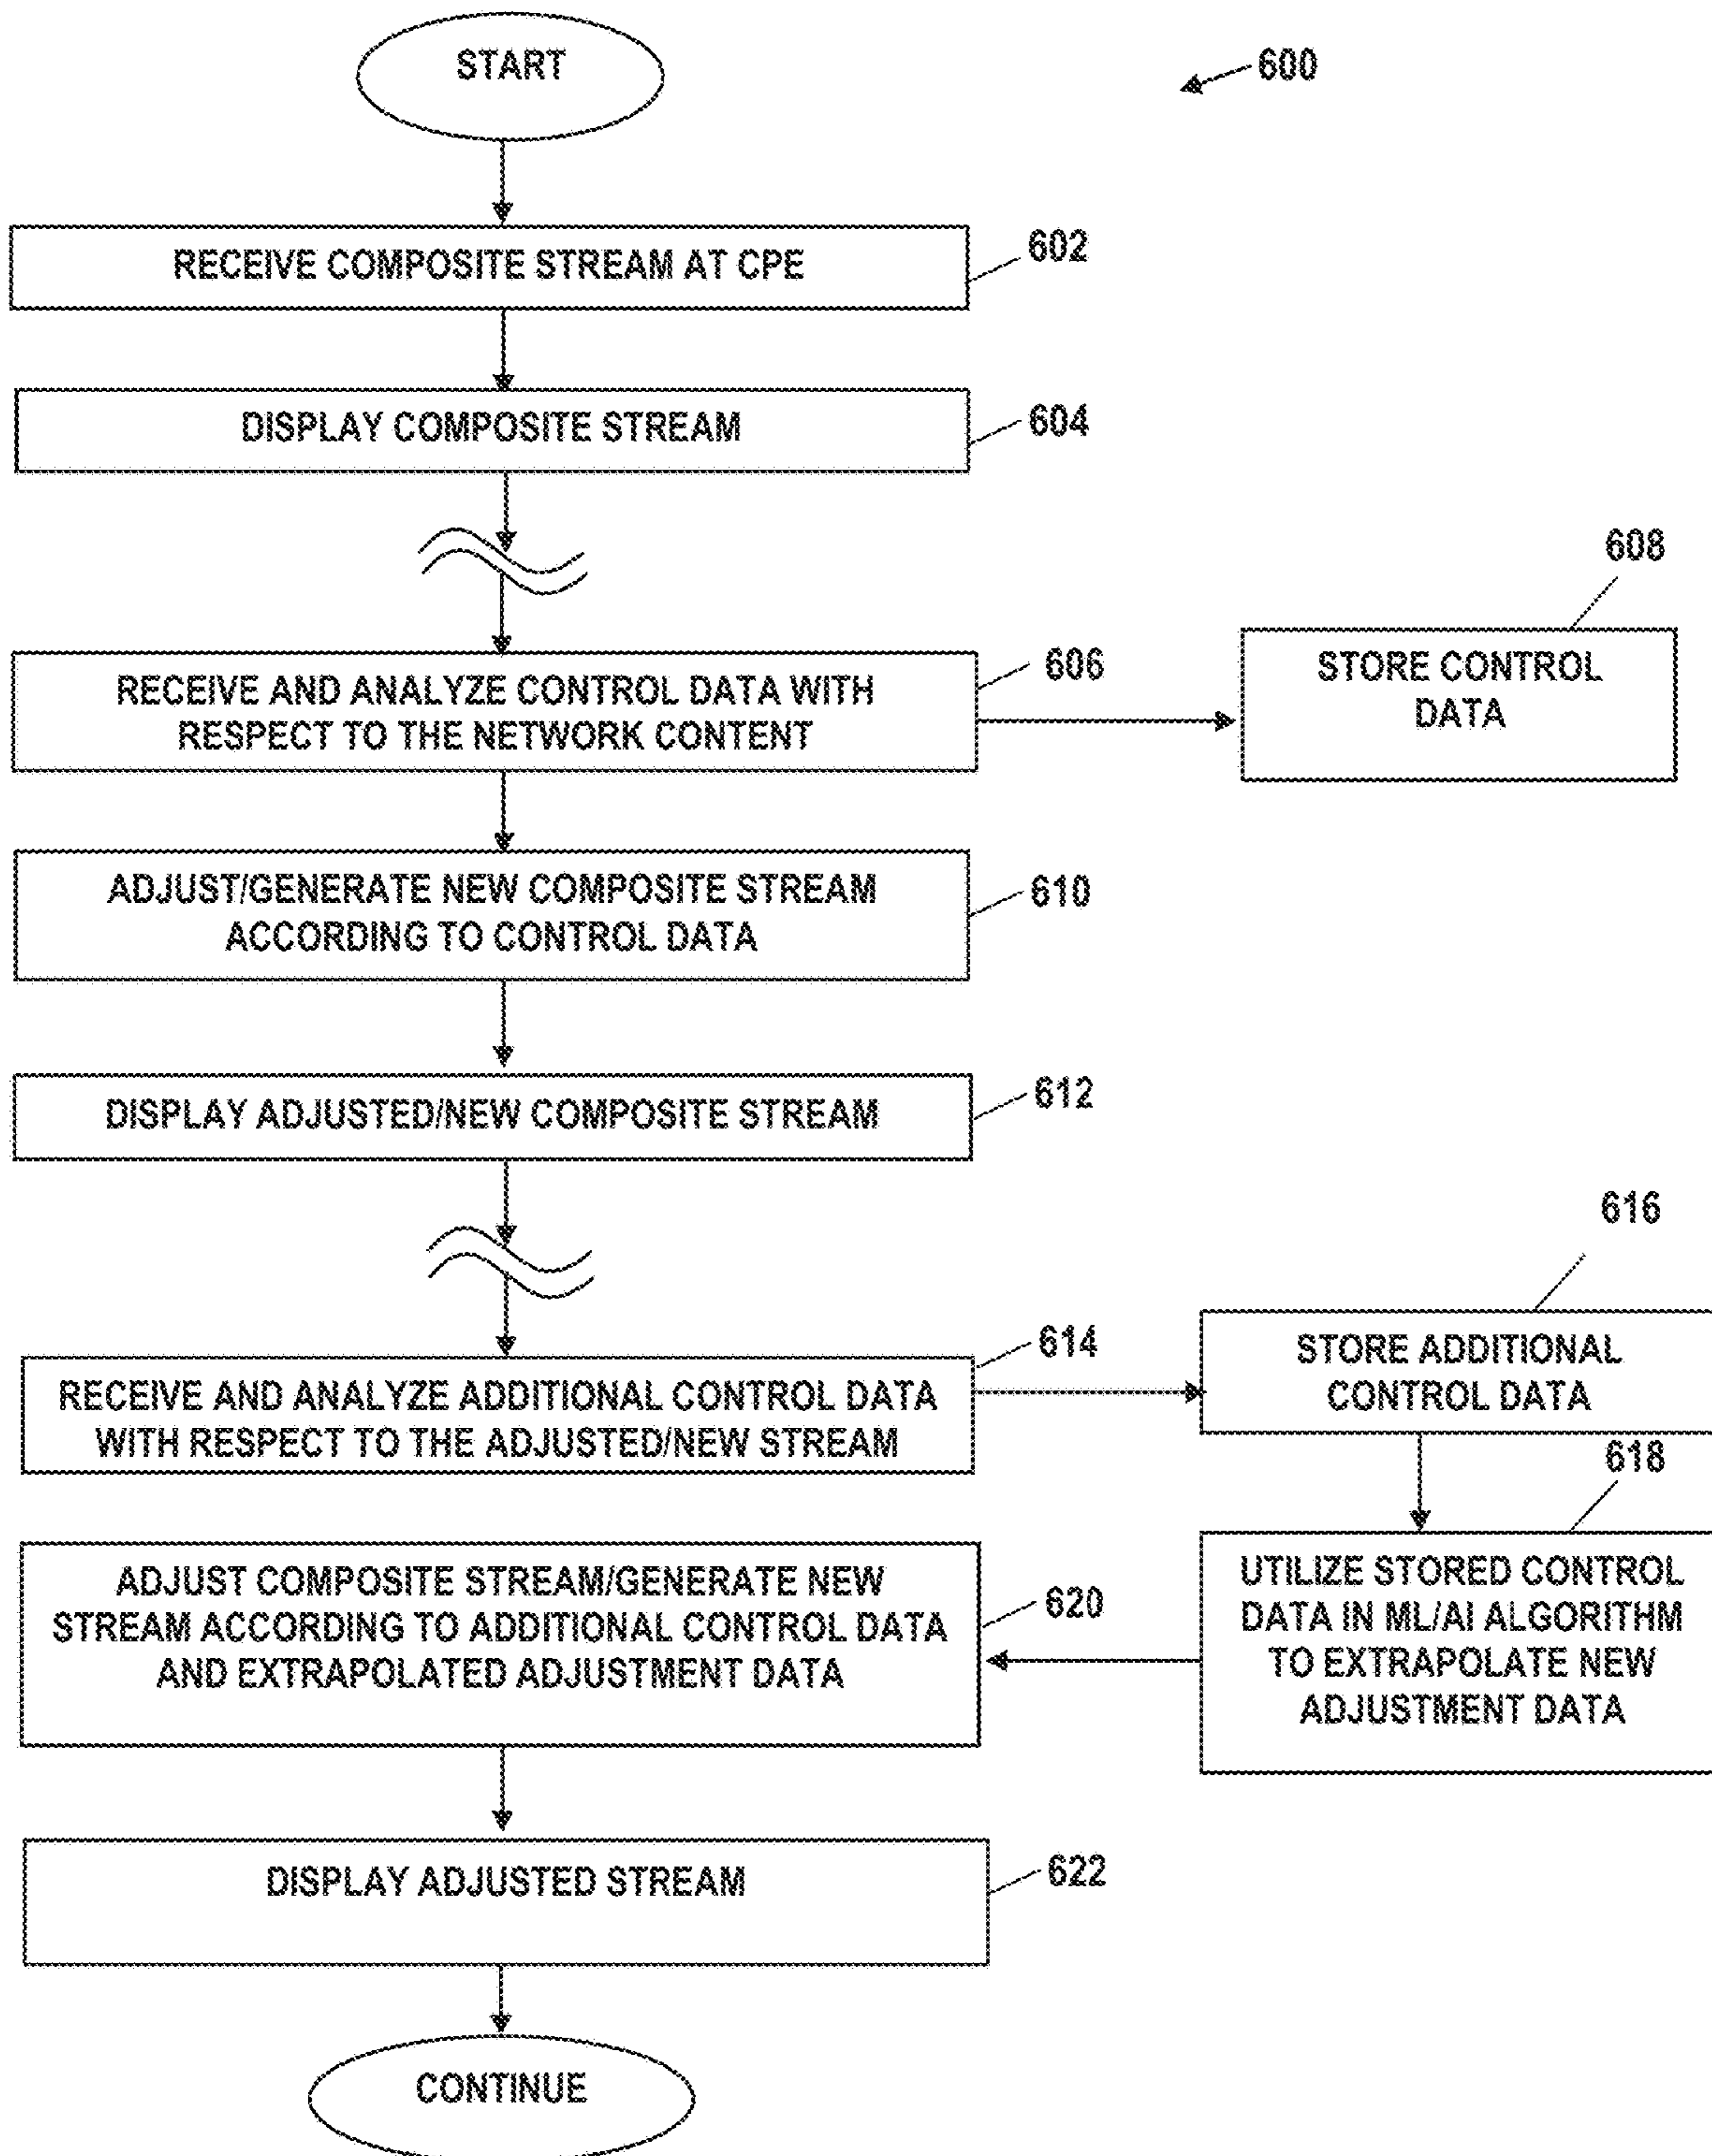 START
600
RECEIVE COMPOSITE STREAM AT CPE
602
DISPLAY COMPOSITE STREAM
604
608
RECEIVE AND ANALYZE CONTROL DATA WITH
RESPECT TO THE NETWORK CONTENT
606
STORE CONTROL
DATA
ADJUST/GENERATE NEW COMPOSITE STREAM
ACCORDING TO CONTROL DATA
610
DISPLAY ADJUSTED/NEW COMPOSITE STREAM
612
616
RECEIVE AND ANALYZE ADDITIONAL CONTROL DATA
WITH RESPECT TO THE ADJUSTED/NEW STREAM
614
STORE ADDITIONAL
CONTROL DATA
618
ADJUST COMPOSITE STREAM/GENERATE NEW
STREAM ACCORDING TO ADDITIONAL CONTROL DATA
AND EXTRAPOLATED ADJUSTMENT DATA
620
UTILIZE STORED CONTROL
DATA IN ML/AI ALGORITHM
TO EXTRAPOLATE NEW
ADJUSTMENT DATA
DISPLAY ADJUSTED STREAM
622
CONTINUE